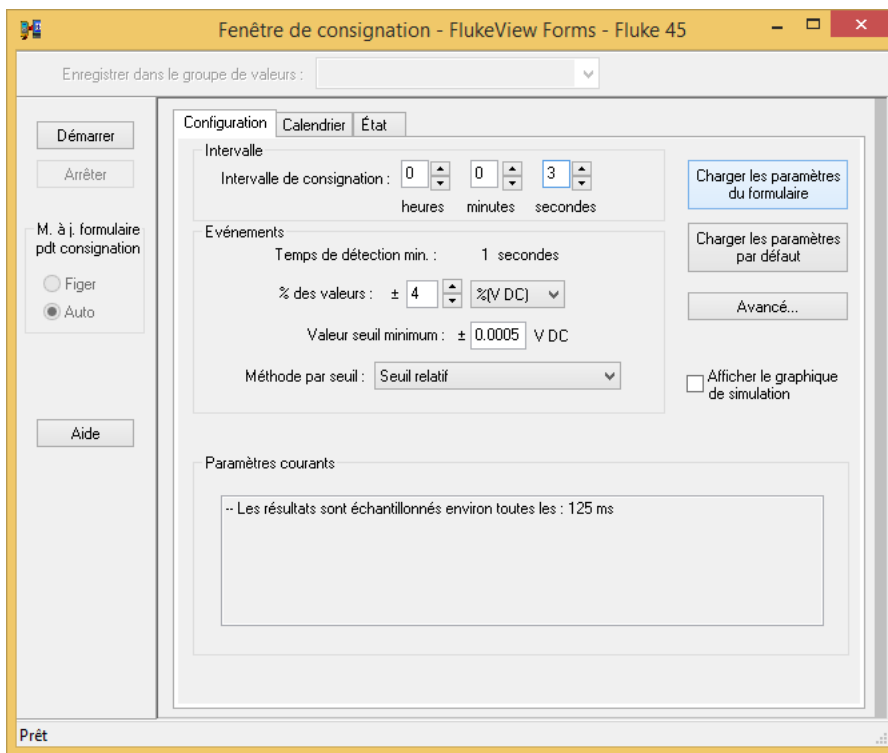 Fenêtre de consignation - FlukeView Forms - Fluke 45
Enregistrer dans le groupe de valeurs :
Démarrer
Arrêter
M. à j. formulaire
pdt consignation
Figer
Auto
Aide
Configuration Calendrier État
Intervalle
Intervalle de consignation : 0 0 3
heures minutes secondes
Evénements
Temps de détection min. : 1 secondes
% des valeurs : ± 4 %(V DC)
Valeur seuil minimum : ± 0.0005 V DC
Méthode par seuil : Seuil relatif
Charger les paramètres
du formulaire
Charger les paramètres
par défaut
Avancé...
Afficher le graphique
de simulation
Paramètres courants
-- Les résultats sont échantillonnés environ toutes les : 125 ms
Prêt